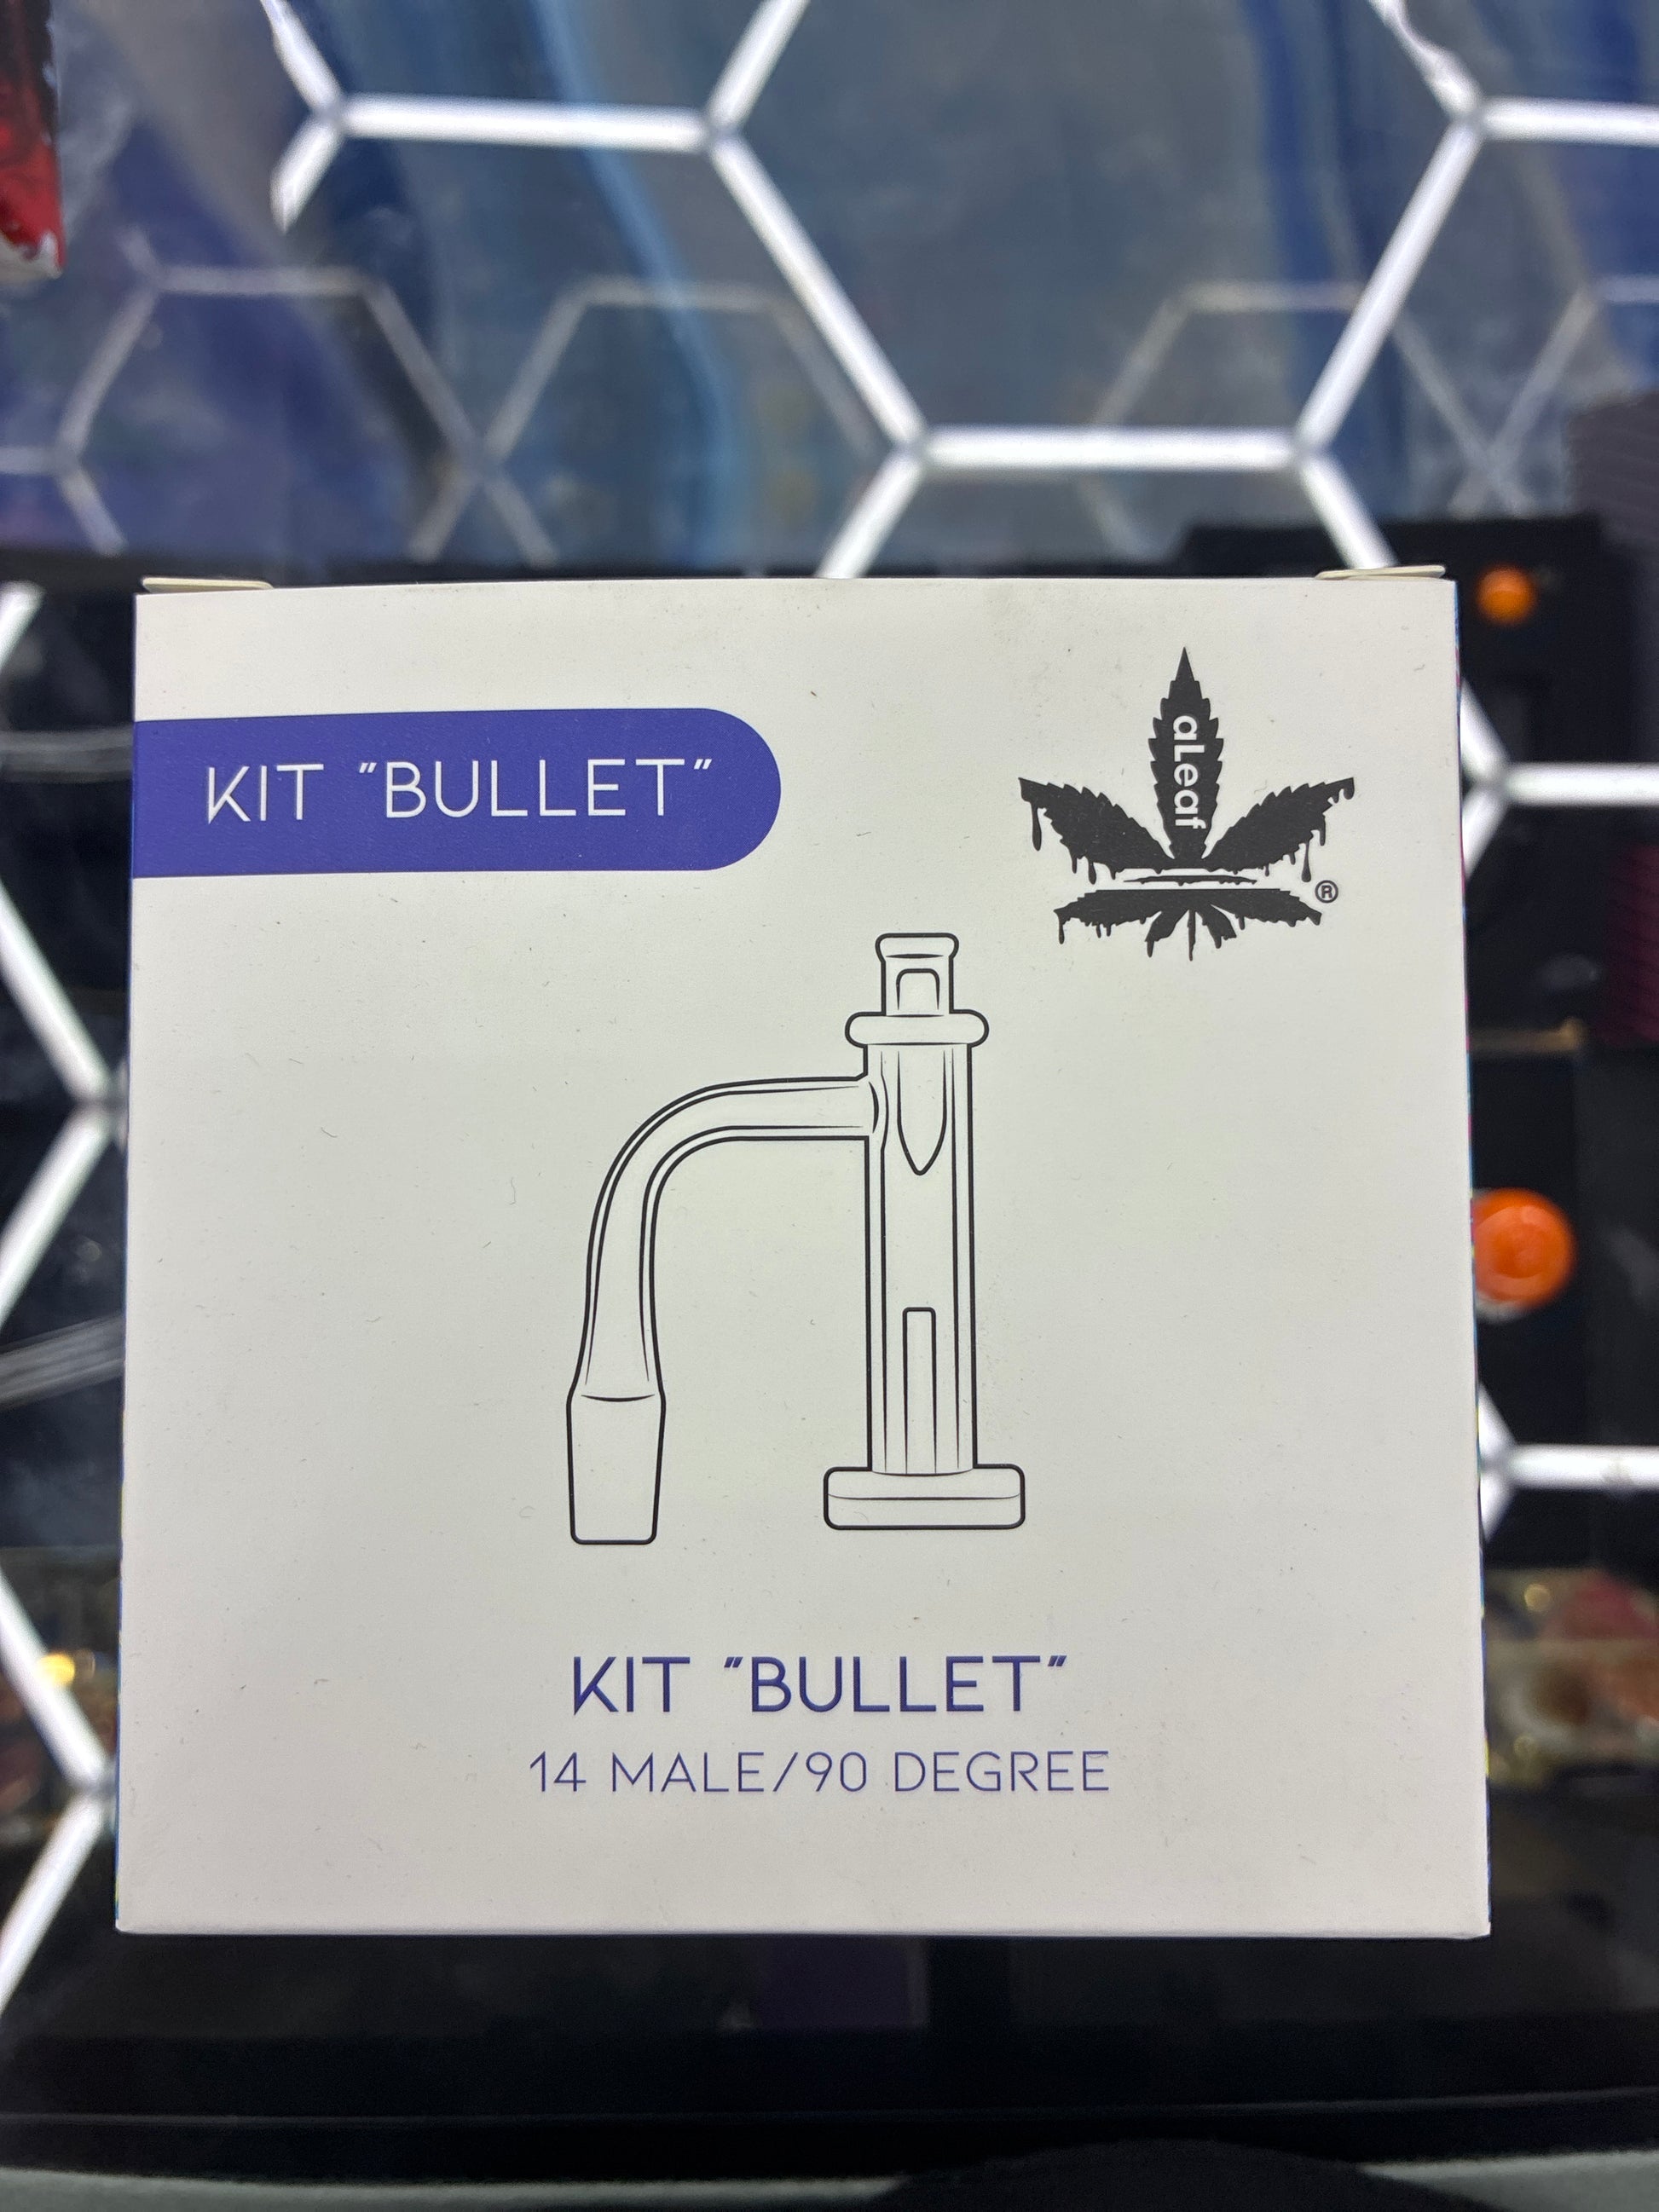 KIT "BULLET"
aLeaf
®
KIT "BULLET"
14 MALE/90 DEGREE